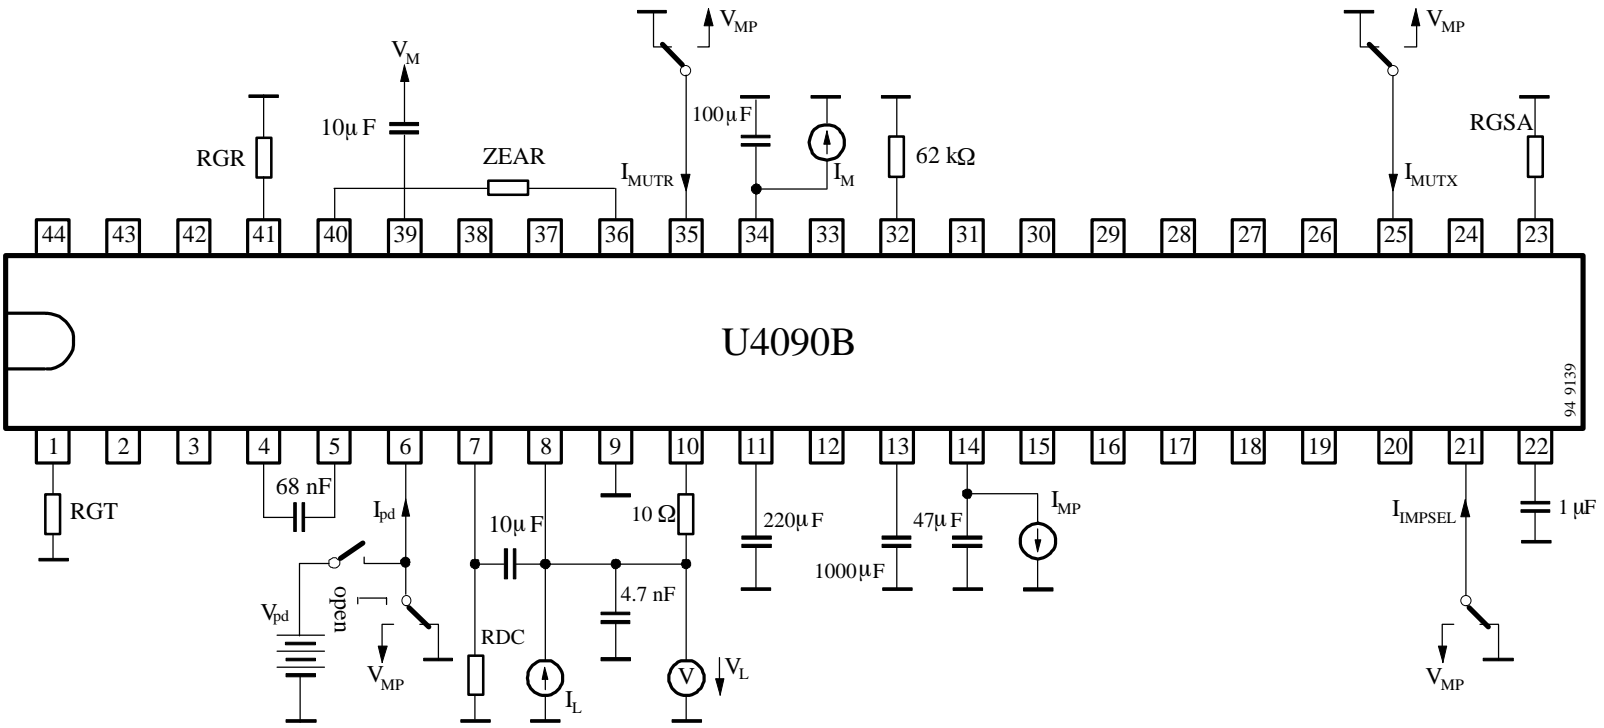 V_MP
V_MP
V_M
10µ F
100µ F
RGR
ZEAR
I_MUTR
I_M
62 kΩ
I_MUTX
RGSA
44 43 42 41 40 39 38 37 36 35 34 33 32 31 30 29 28 27 26 25 24 23
U4090B
94 9139
1 2 3 4 5 6 7 8 9 10 11 12 13 14 15 16 17 18 19 20 21 22
RGT
68 nF
I_pd
10µ F
10 Ω
220µ F
47µ F
1000µ F
I_MP
I_IMPSEL
1 µF
open
V_pd
V_MP
RDC
4.7 nF
I_L
V
V_L
V_MP